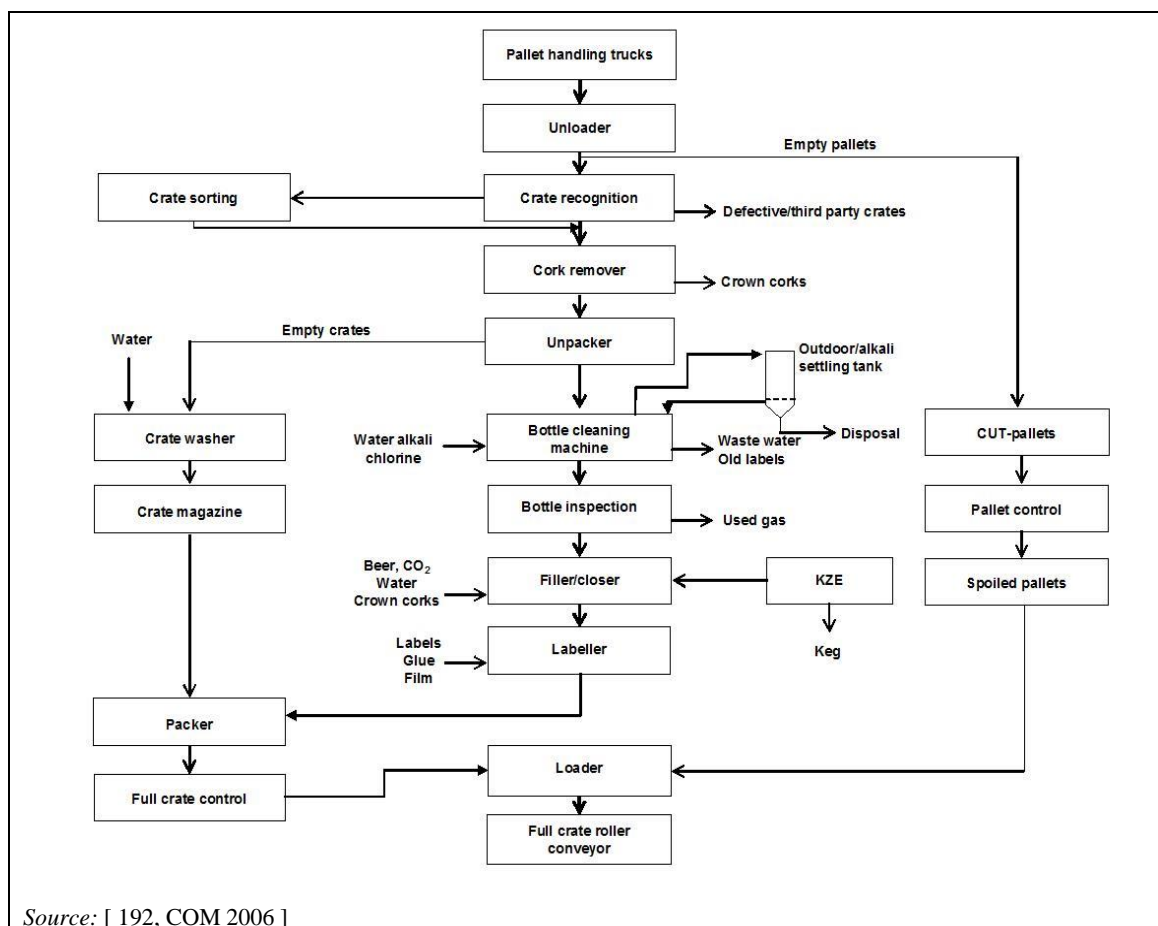 Pallet handling trucks
Unloader
Empty pallets
Crate sorting
Crate recognition
Defective/third party crates
Cork remover
Crown corks
Empty crates
Water
Unpacker
Outdoor/alkali
settling tank
Crate washer
Water alkali
chlorine
Bottle cleaning
machine
Waste water
Old labels
Disposal
CUT-pallets
Crate magazine
Bottle inspection
Used gas
Pallet control
Beer, CO₂
Water
Crown corks
Filler/closer
KZE
Spoiled pallets
Labels
Glue
Film
Labeller
Keg
Packer
Loader
Full crate control
Full crate roller
conveyor
Source: [ 192, COM 2006 ]